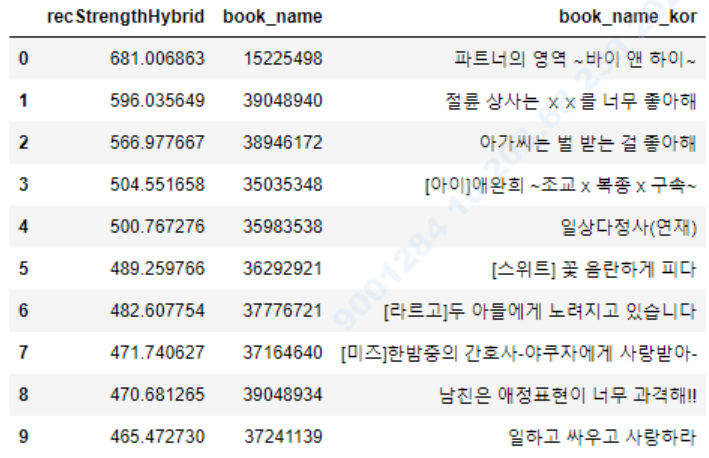 recStrengthHybrid book_name book_name_kor
0 681.006863 15225498 파트너의 영역 ~바이 앤 하이~
1 596.035649 39048940 절륜 상사는 ｘｘ를 너무 좋아해
2 566.977667 38946172 아가씨는 벌 받는 걸 좋아해
3 504.551658 35035348 [아이]애완희 ~조교 x 복종 x 구속~
4 500.767276 35983538 일상다정사(연재)
5 489.259766 36292921 [스위트] 꽃 음란하게 피다
6 482.607754 37776721 [라르고]두 아들에게 노려지고 있습니다
7 471.740627 37164640 [미즈]한밤중의 간호사-야쿠자에게 사랑받아-
8 470.681265 39048934 남친은 애정표현이 너무 과격해!!
9 465.472730 37241139 일하고 싸우고 사랑하라